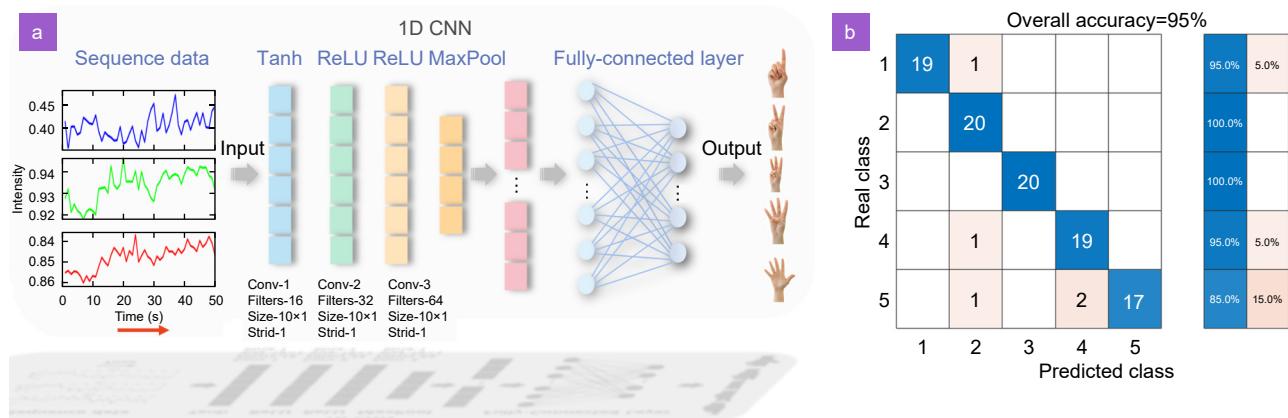 a
1D CNN
Sequence data
Tanh
ReLU
ReLU
MaxPool
Fully-connected layer
Intensity
0.45
0.40
0.94
0.93
0.92
0.84
0.85
0.86
0 10 20 30 40 50
Time (s)
Input
Output
Conv-1
Filters-16
Size-10×1
Strid-1
Conv-2
Filters-32
Size-10×1
Strid-1
Conv-3
Filters-64
Size-10×1
Strid-1
b
Overall accuracy=95%
Real class
1 19 1 95.0% 5.0%
2 20 100.0%
3 20 100.0%
4 1 19 95.0% 5.0%
5 1 2 17 85.0% 15.0%
1 2 3 4 5
Predicted class